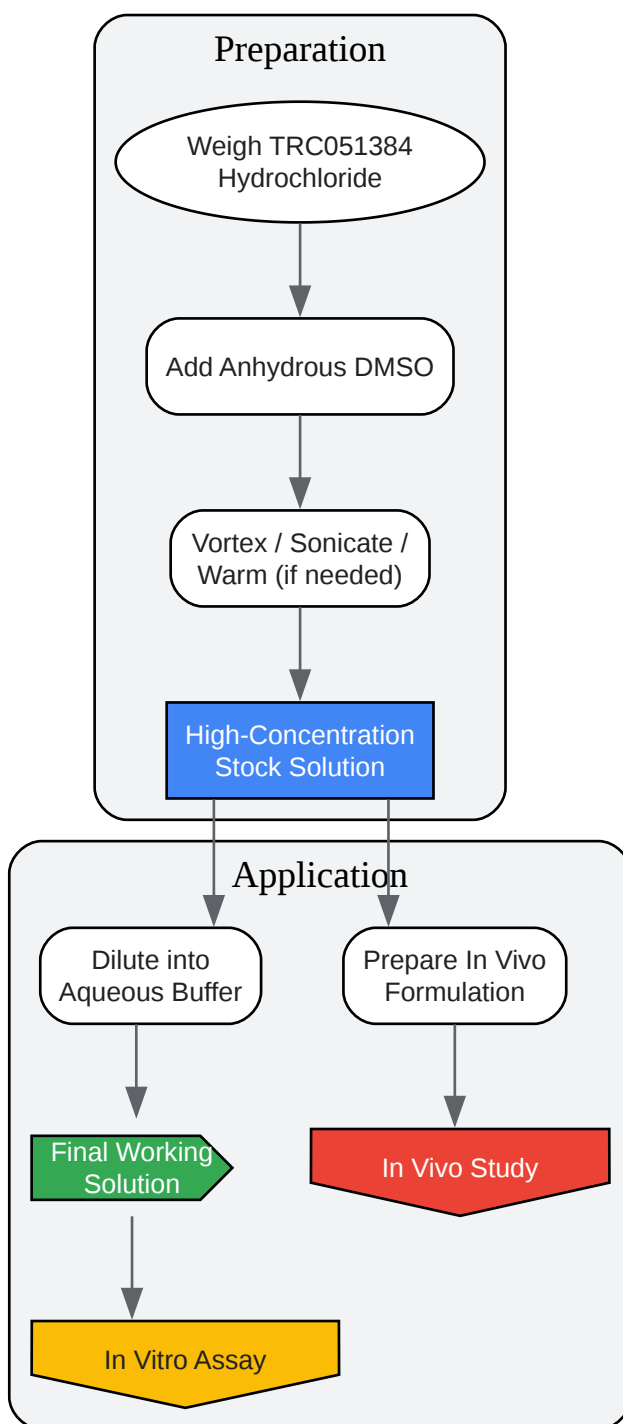 Preparation
Weigh TRC051384
Hydrochloride
Add Anhydrous DMSO
Vortex / Sonicate /
Warm (if needed)
High-Concentration
Stock Solution
Application
Dilute into
Aqueous Buffer
Prepare In Vivo
Formulation
Final Working
Solution
In Vivo Study
In Vitro Assay